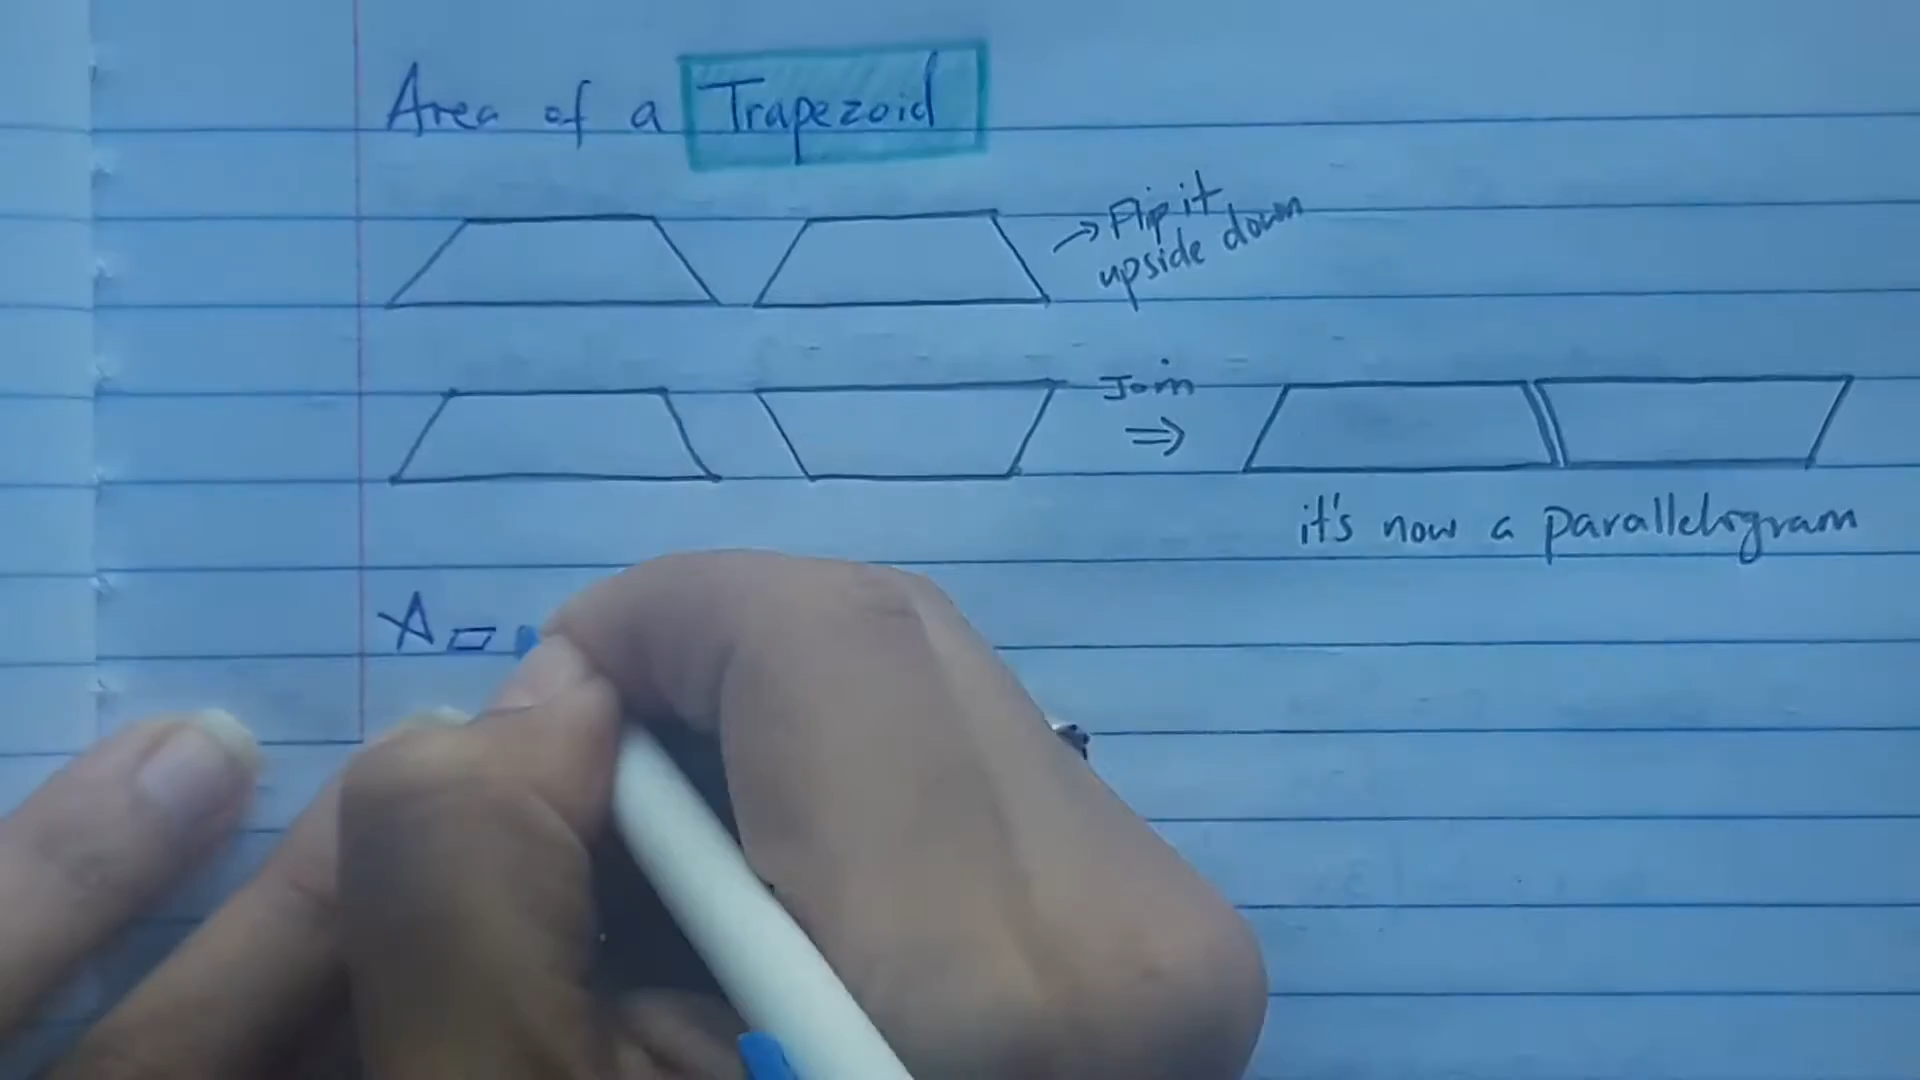 Area of a Trapezoid
→ Flip it
upside down
Join
⇒
it's now a parallelogram
A▱